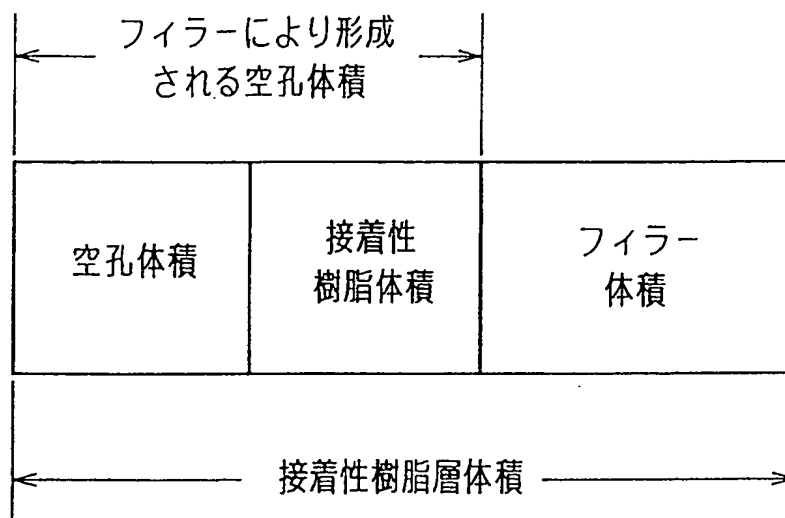 フィラーにより形成
される空孔体積
空孔体積
接着性
樹脂体積
フィラー
体積
接着性樹脂層体積